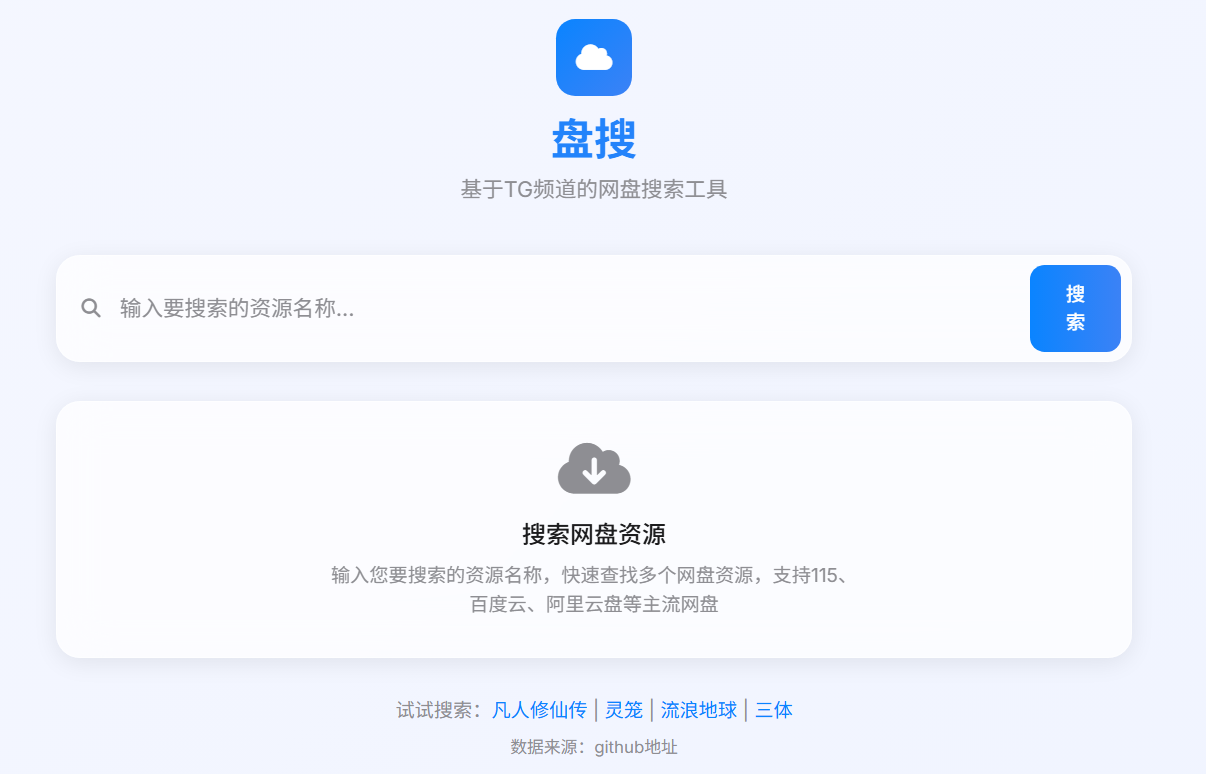 盘搜
基于TG频道的网盘搜索工具
输入要搜索的资源名称...
搜
索
搜索网盘资源
输入您要搜索的资源名称，快速查找多个网盘资源，支持115、
百度云、阿里云盘等主流网盘
试试搜索：凡人修仙传 | 灵笼 | 流浪地球 | 三体
数据来源：github地址